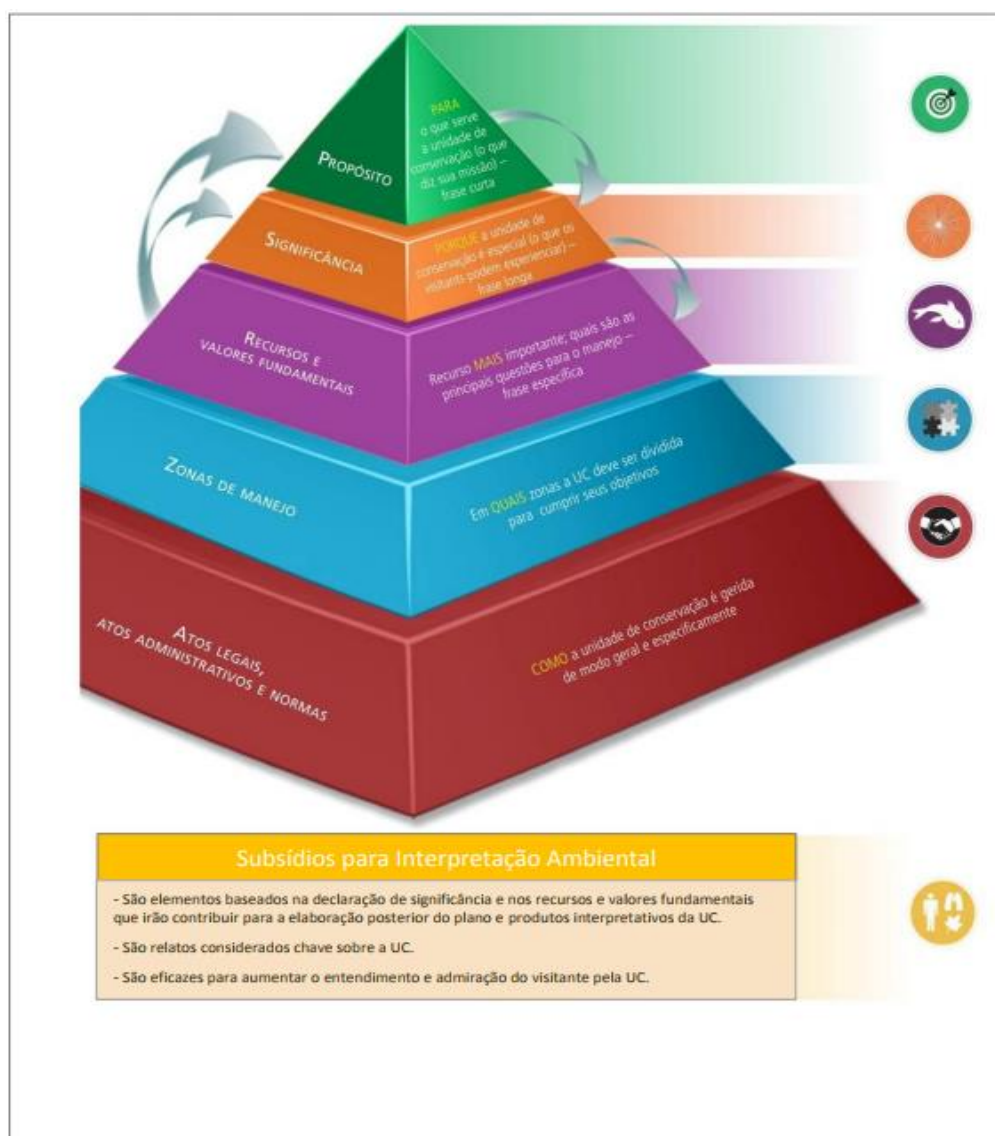 PROPÓSITO
PARA
o que serve
a unidade de
conservação (o que
diz sua missão) –
frase curta
SIGNIFICÂNCIA
PORQUE a unidade de
conservação é especial (o que os
visitants podem experienciar) –
frase longa
RECURSOS E
VALORES FUNDAMENTAIS
Recurso MAIS importante; quais são as
principais questões para o manejo –
frase específica
ZONAS DE MANEJO
Em QUAIS zonas a UC deve ser dividida
para cumprir seus objetivos
ATOS LEGAIS,
ATOS ADMINISTRATIVOS E NORMAS
COMO a unidade de conservação é gerida
de modo geral e especificamente
Subsídios para Interpretação Ambiental
- São elementos baseados na declaração de significância e nos recursos e valores fundamentais
que irão contribuir para a elaboração posterior do plano e produtos interpretativos da UC.
- São relatos considerados chave sobre a UC.
- São eficazes para aumentar o entendimento e admiração do visitante pela UC.